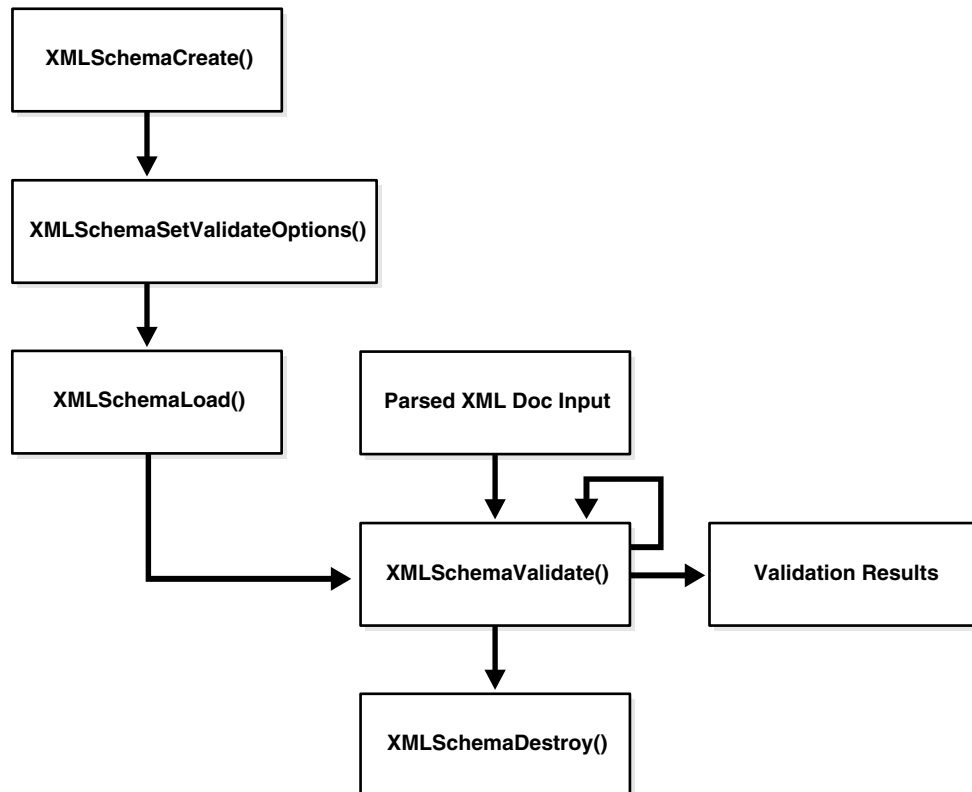 XMLSchemaCreate()
XMLSchemaSetValidateOptions()
XMLSchemaLoad()
Parsed XML Doc Input
XMLSchemaValidate()
Validation Results
XMLSchemaDestroy()